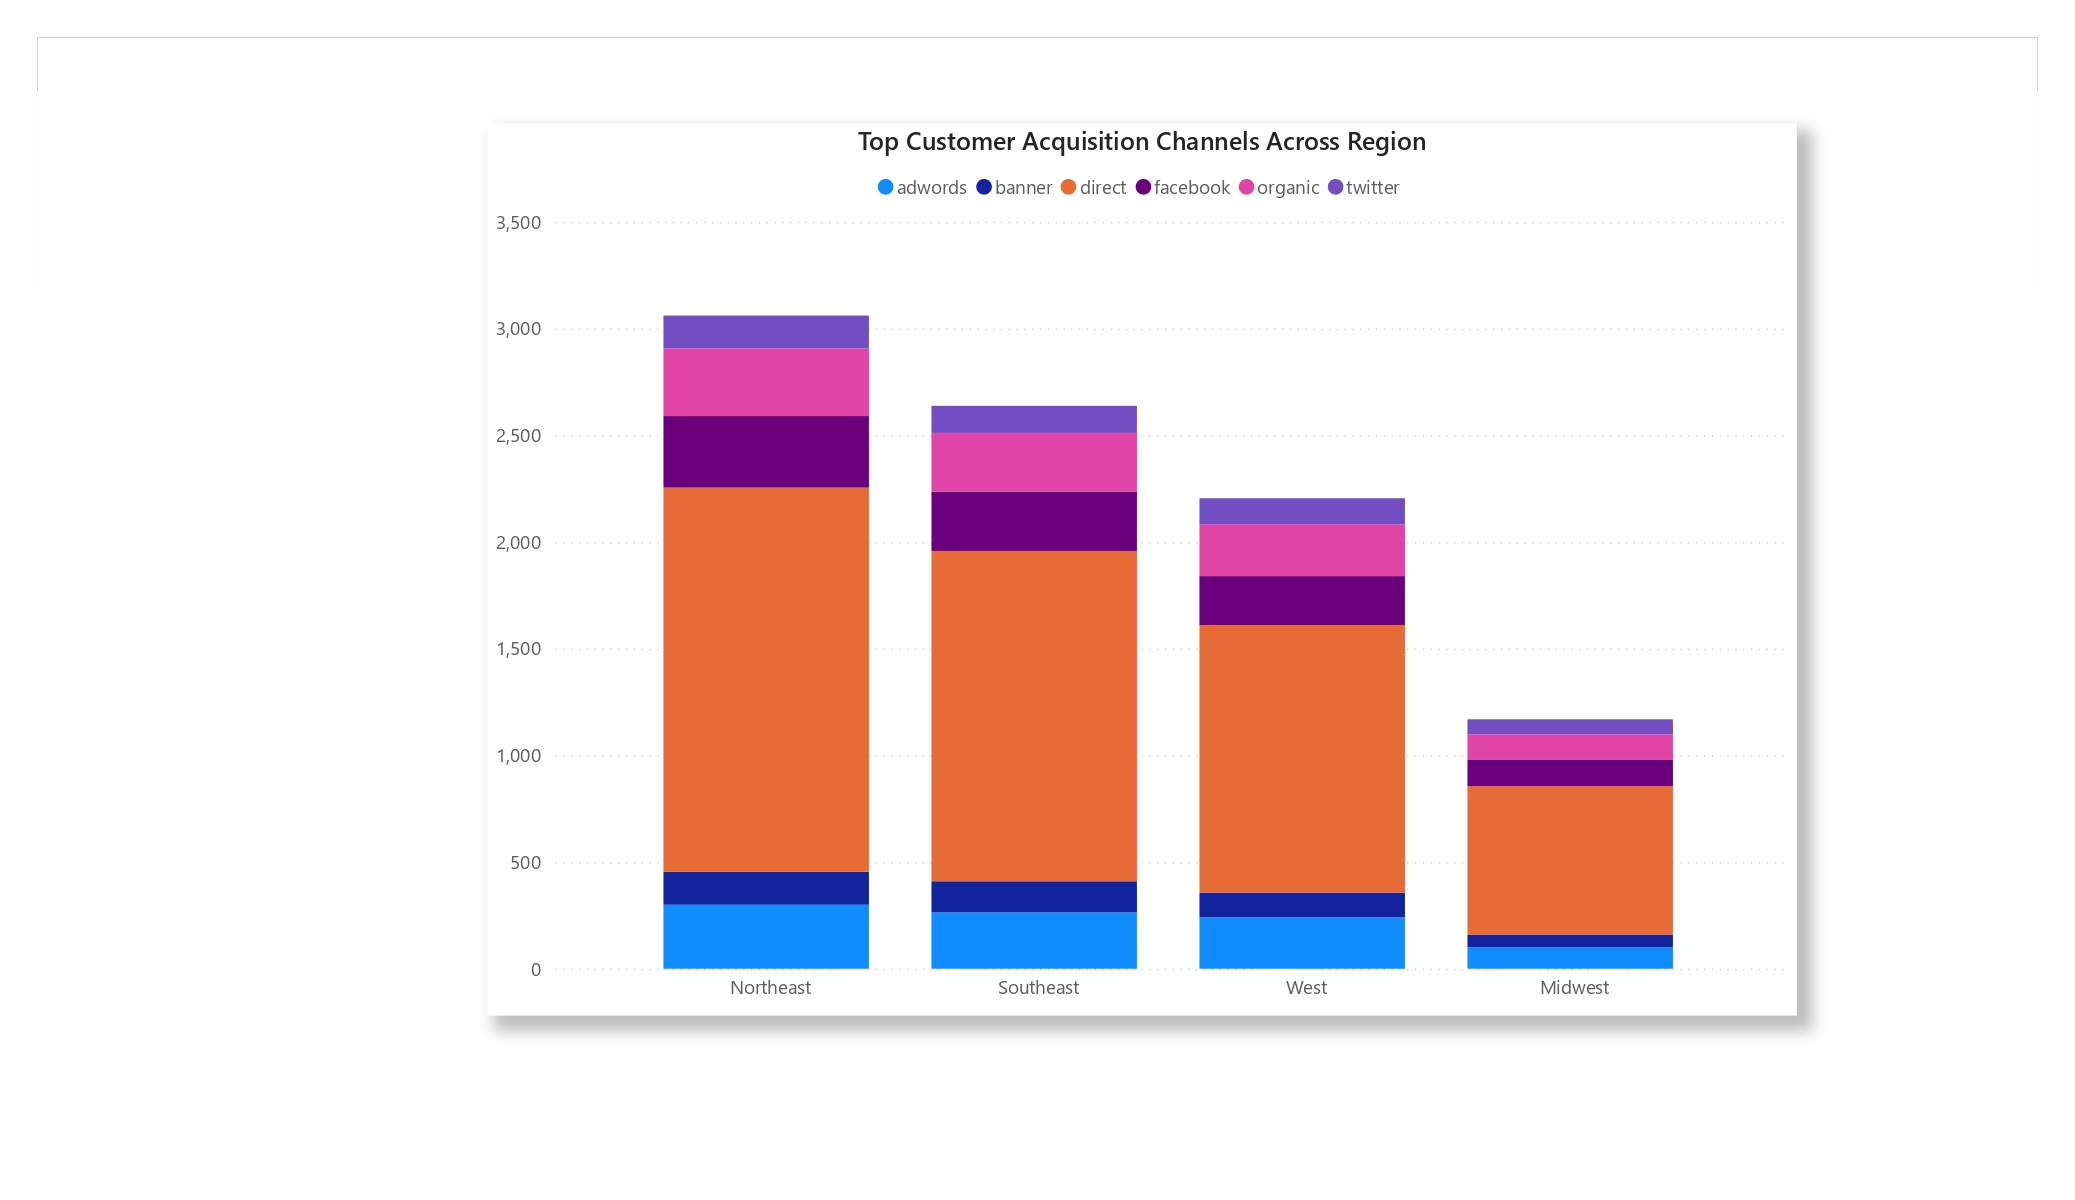 Top Customer Acquisition Channels Across Region
adwords banner direct facebook organic twitter
3,500
3,000
2,500
2,000
1,500
1,000
500
0
Northeast Southeast West Midwest